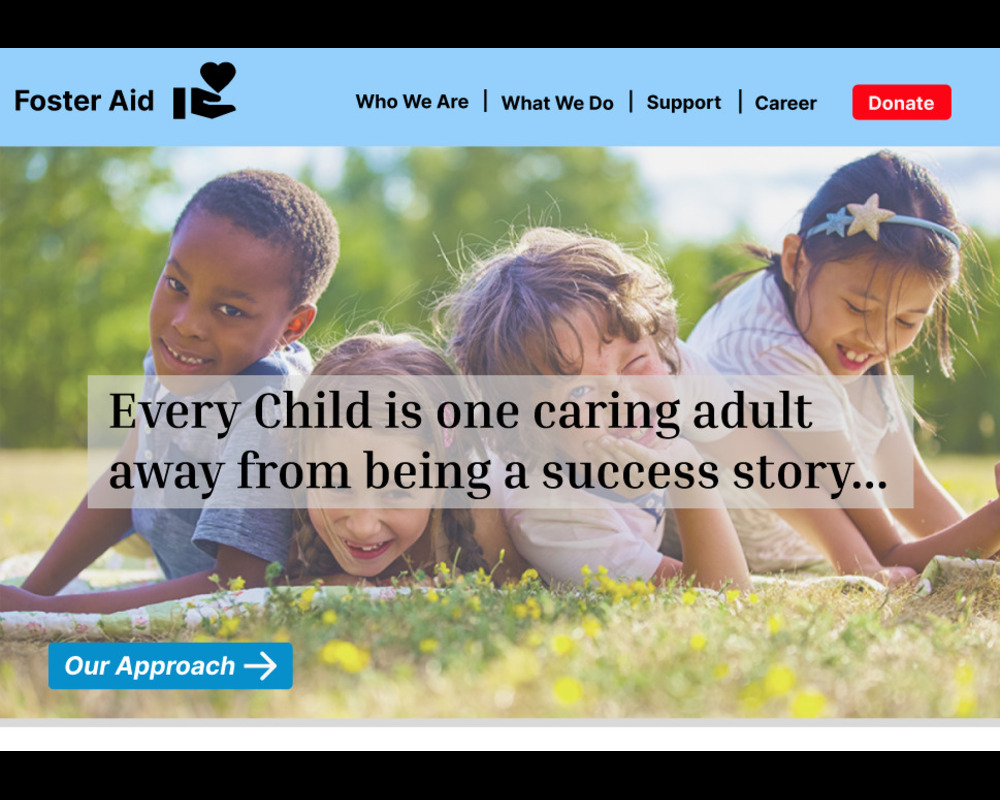 Foster Aid
Who We Are | What We Do | Support | Career
Donate
Every Child is one caring adult
away from being a success story...
Our Approach